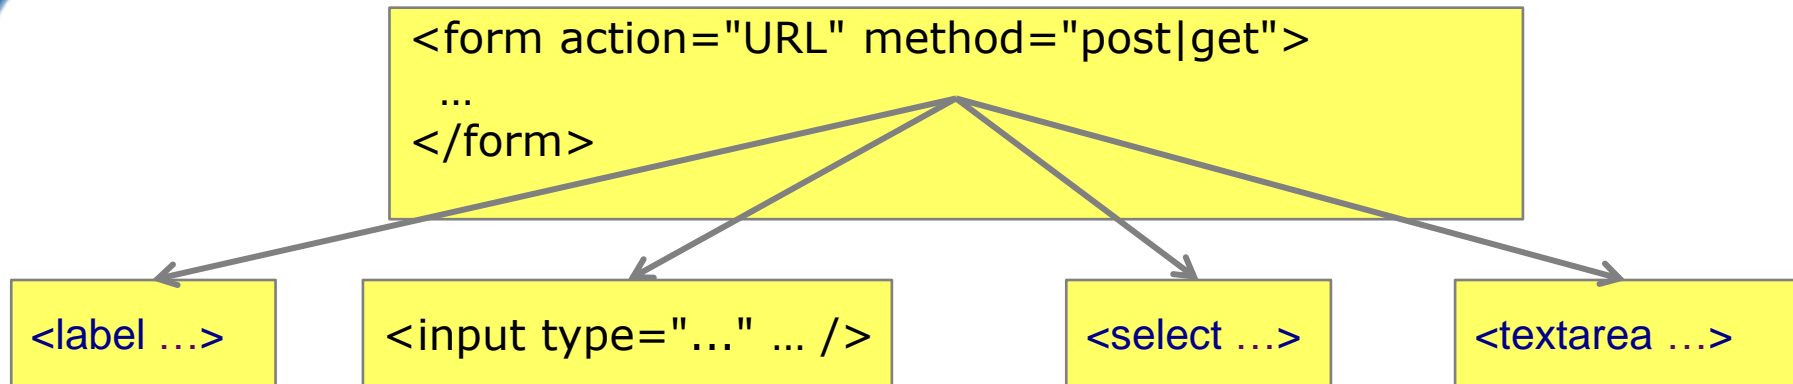 <form action="URL" method="post|get">
…
</form>
<label …>
<input type="..." … />
<select …>
<textarea …>